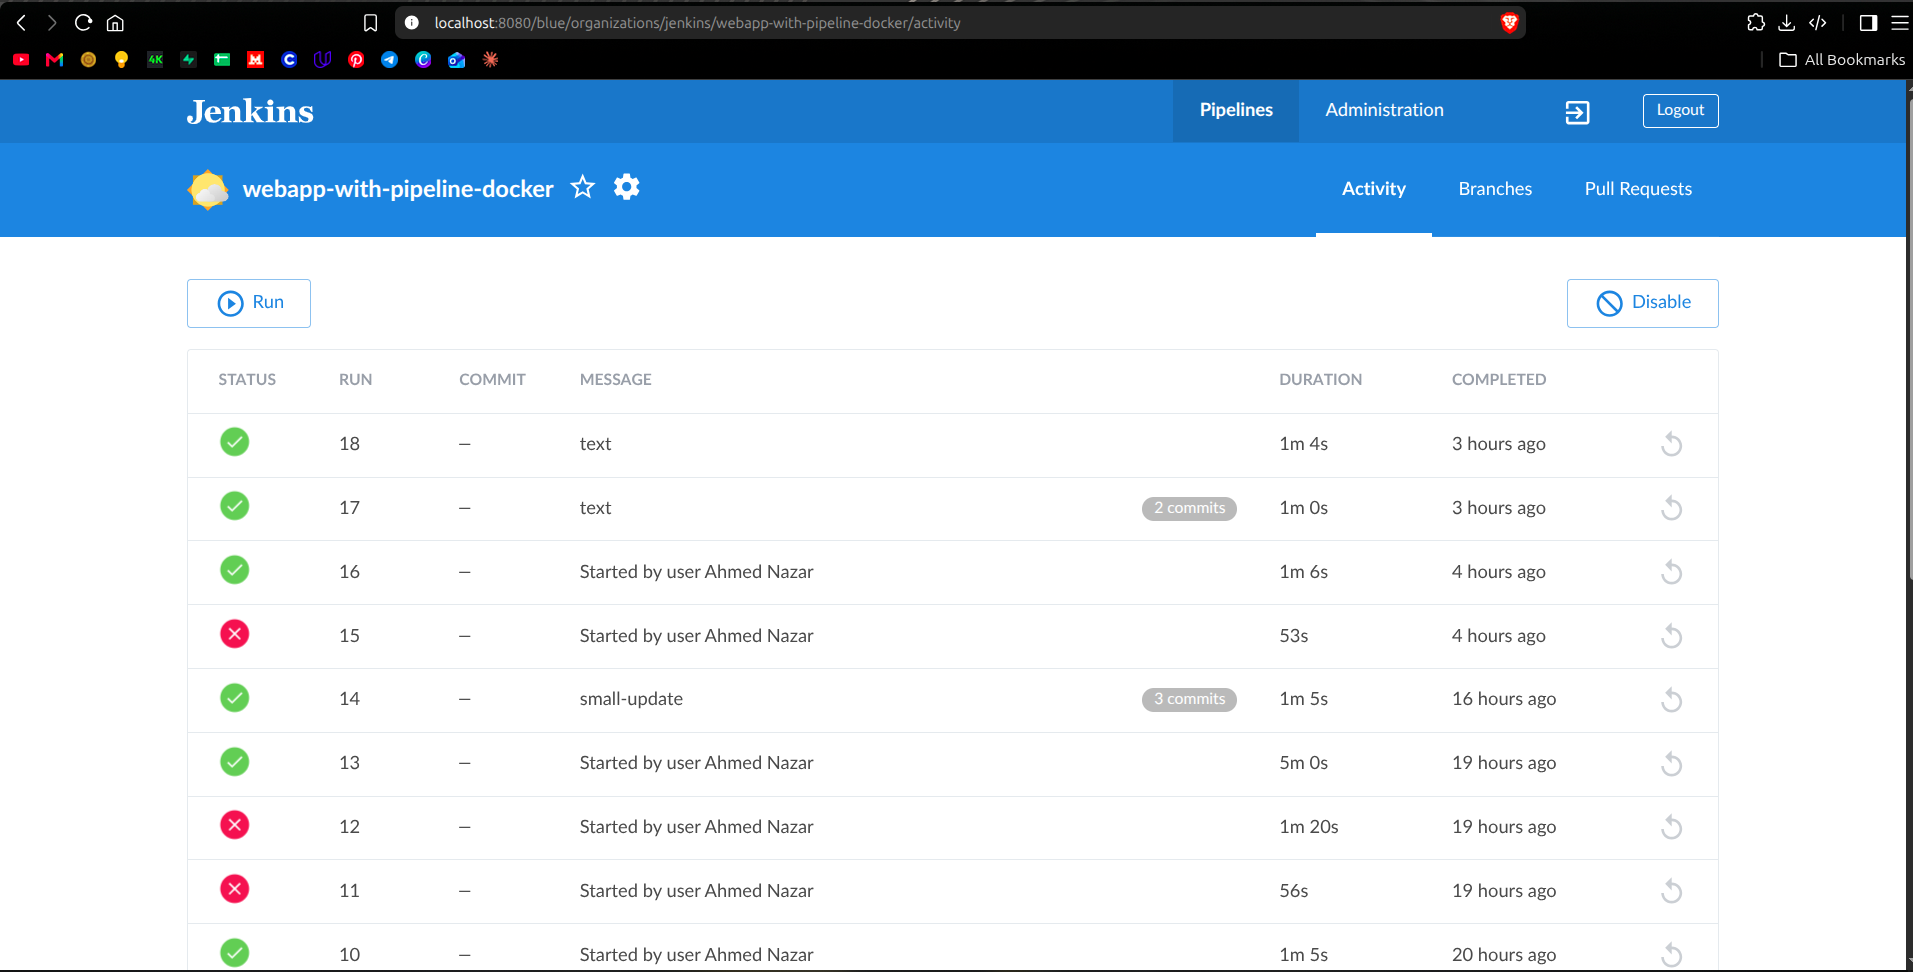 localhost:8080/blue/organizations/jenkins/webapp-with-pipeline-docker/activity
4K
All Bookmarks
Jenkins
Pipelines
Administration
Logout
webapp-with-pipeline-docker
Activity
Branches
Pull Requests
Run
Disable
STATUS RUN COMMIT MESSAGE DURATION COMPLETED
18 – text 1m 4s 3 hours ago
17 – text 2 commits 1m 0s 3 hours ago
16 – Started by user Ahmed Nazar 1m 6s 4 hours ago
15 – Started by user Ahmed Nazar 53s 4 hours ago
14 – small-update 3 commits 1m 5s 16 hours ago
13 – Started by user Ahmed Nazar 5m 0s 19 hours ago
12 – Started by user Ahmed Nazar 1m 20s 19 hours ago
11 – Started by user Ahmed Nazar 56s 19 hours ago
10 – Started by user Ahmed Nazar 1m 5s 20 hours ago